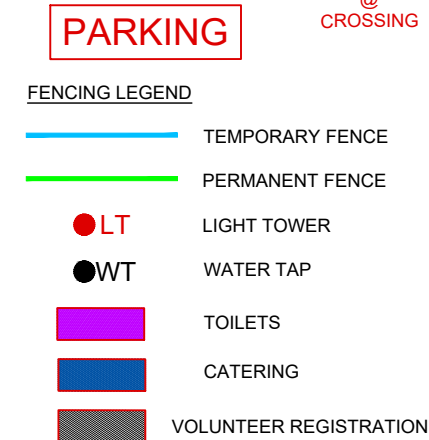 @
CROSSING
PARKING
FENCING LEGEND
TEMPORARY FENCE
PERMANENT FENCE
LT LIGHT TOWER
WT WATER TAP
TOILETS
CATERING
VOLUNTEER REGISTRATION